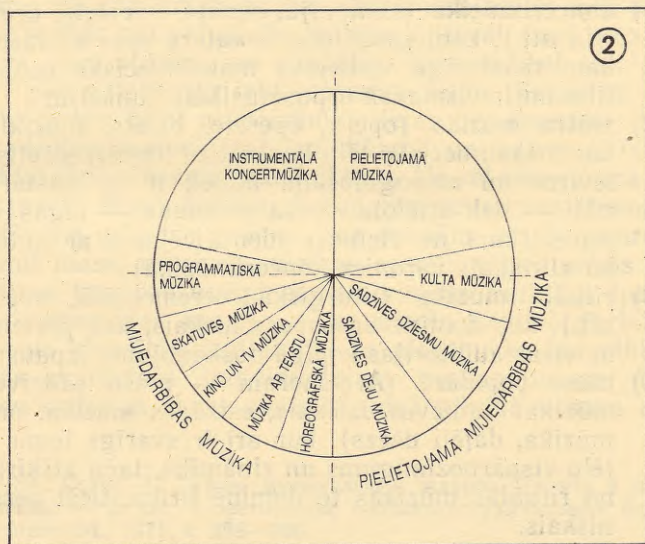 2
INSTRUMENTĀLĀ
KONCERTMŪZIKA
PIELIETOJAMĀ
MŪZIKA
PROGRAMMATISKĀ
MŪZIKA
SKATUVES MŪZIKA
KINO UN TV MŪZIKA
MŪZIKA AR TEKSTU
HOREOGRĀFISKĀ MŪZIKA
SADZĪVES DEJU MŪZIKA
SADZĪVES DZIESMU MŪZIKA
KULTA MŪZIKA
MIJIEDARBĪBAS MŪZIKA
PIELIETOJAMĀ MIJIEDARBĪBAS MŪZIKA